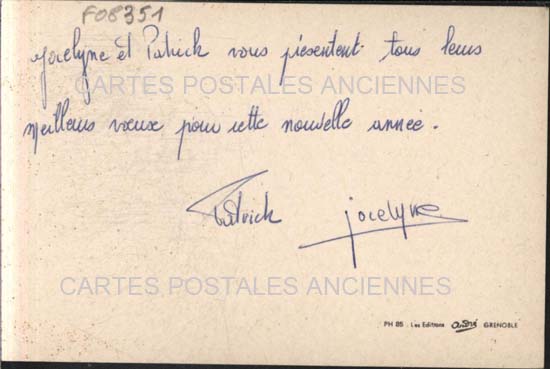 F08351
Jocelyne et Patrick vous présentent tous leurs
CARTES POSTALES ANCIENNES
meilleurs vœux pour cette nouvelle année.
Patrick jocelyne
CARTES POSTALES ANCIENNES
PH 85 . Les Editions André GRENOBLE